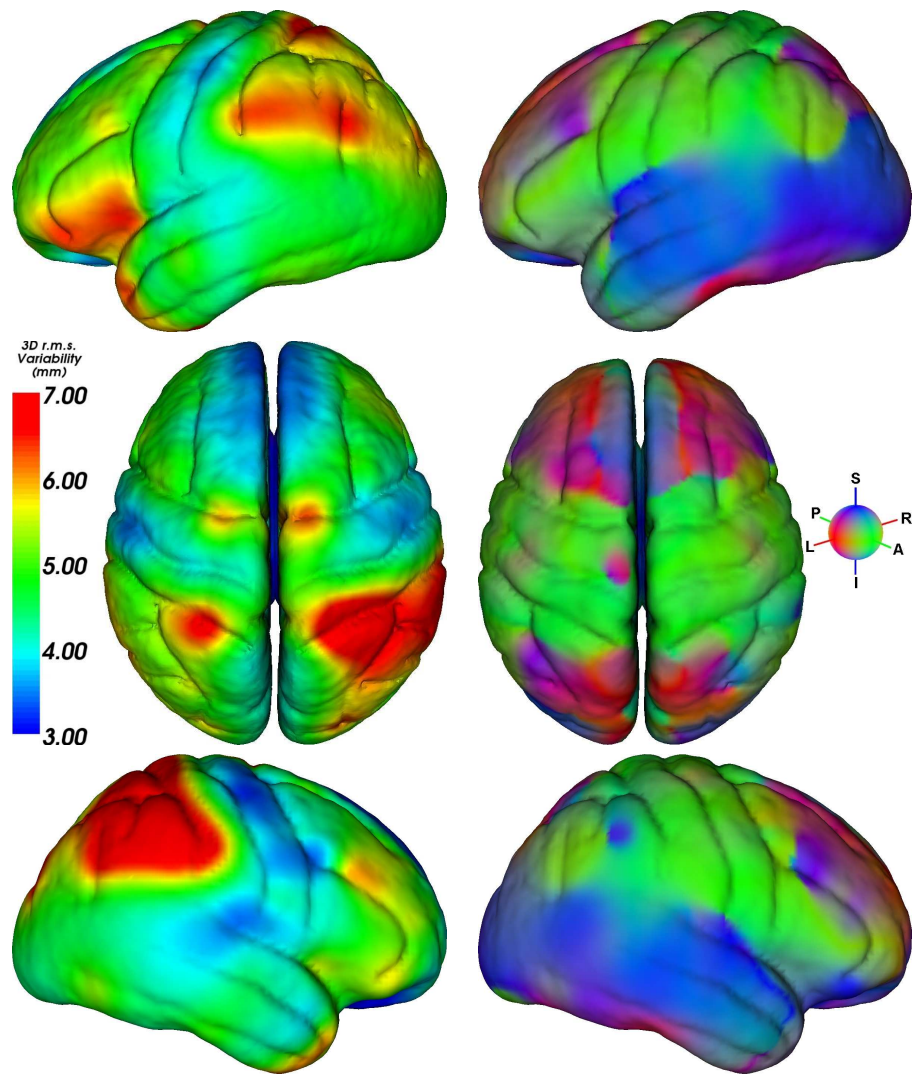 3D r.m.s.
Variability
(mm)
7.00
6.00
5.00
4.00
3.00
S
P R
L A
I